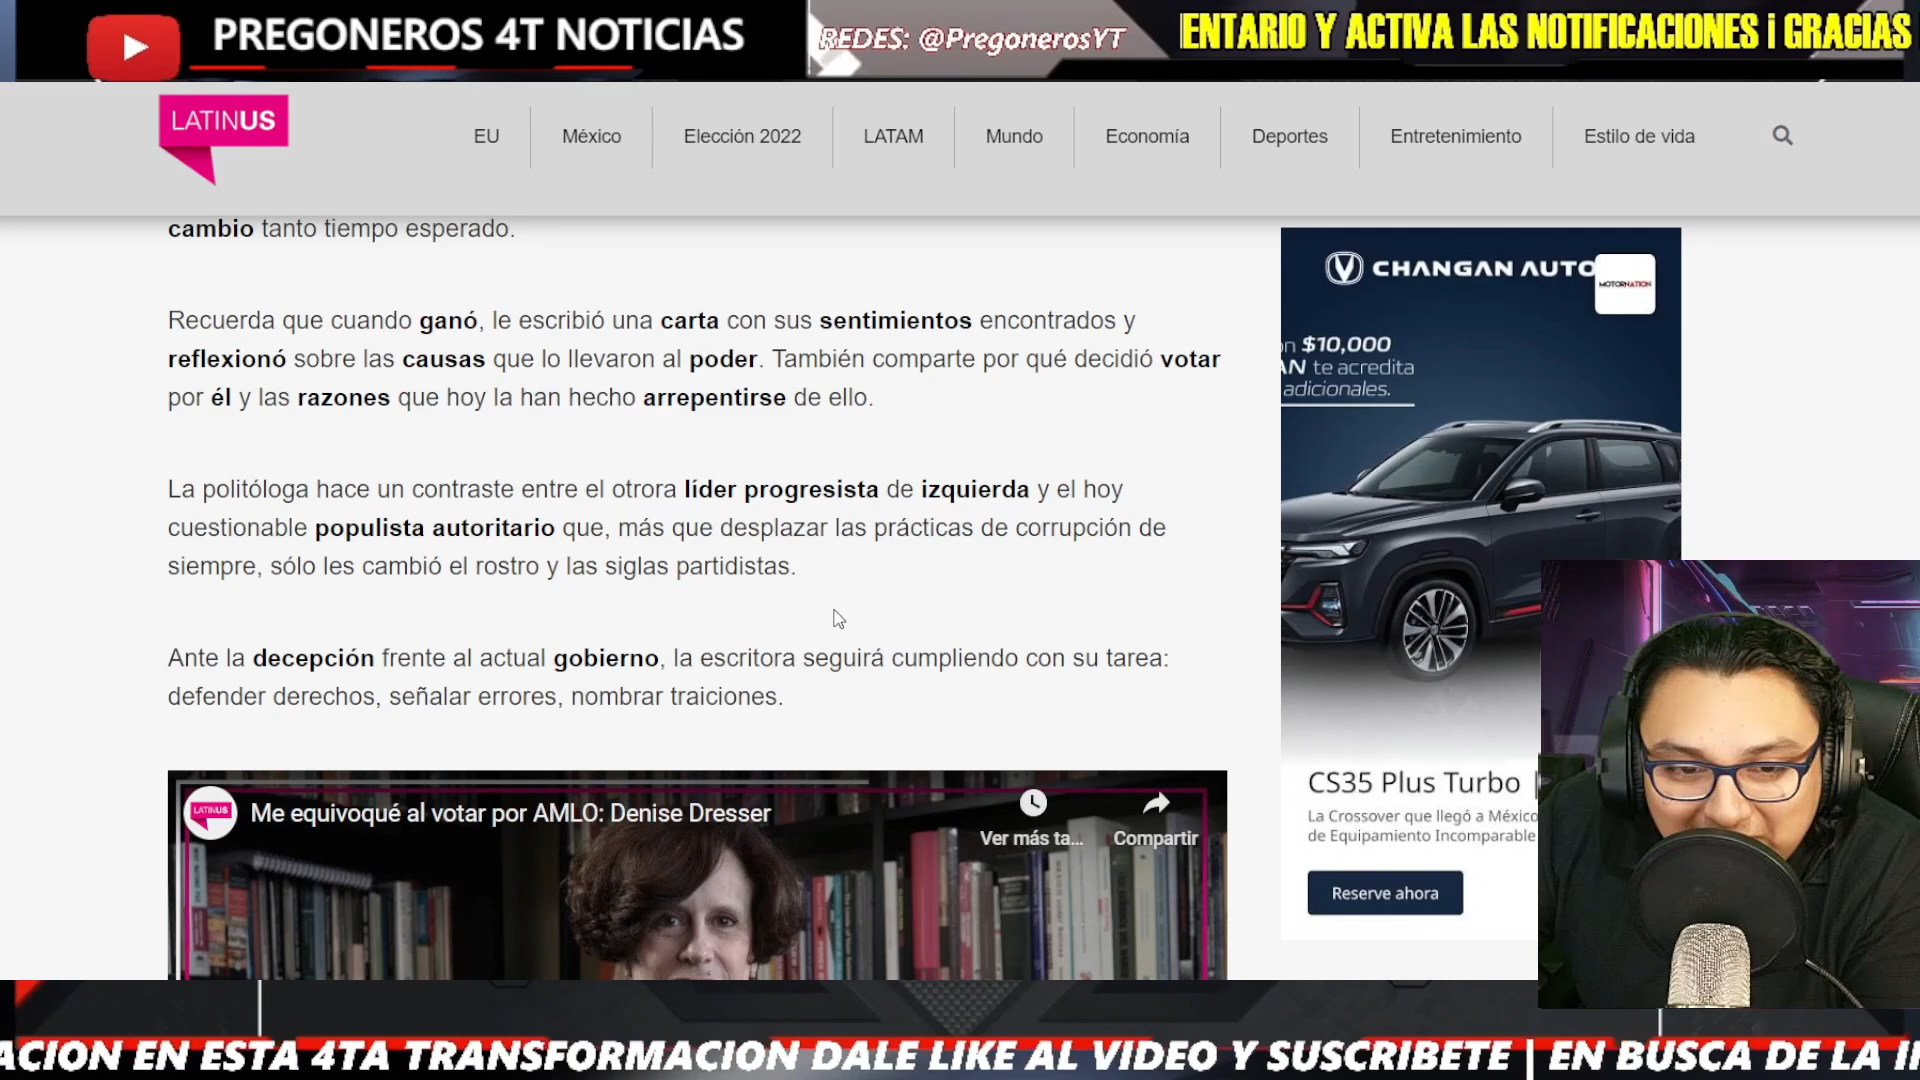 PREGONEROS 4T NOTICIAS
REDES: @PregonerosYT
ENTARIO Y ACTIVA LAS NOTIFICACIONES ¡ GRACIAS
LATINUS
EU
México
Elección 2022
LATAM
Mundo
Economía
Deportes
Entretenimiento
Estilo de vida
cambio tanto tiempo esperado.
Recuerda que cuando ganó, le escribió una carta con sus sentimientos encontrados y
reflexionó sobre las causas que lo llevaron al poder. También comparte por qué decidió votar
por él y las razones que hoy la han hecho arrepentirse de ello.
La politóloga hace un contraste entre el otrora líder progresista de izquierda y el hoy
cuestionable populista autoritario que, más que desplazar las prácticas de corrupción de
siempre, sólo les cambió el rostro y las siglas partidistas.
Ante la decepción frente al actual gobierno, la escritora seguirá cumpliendo con su tarea:
defender derechos, señalar errores, nombrar traiciones.
LATINUS
Me equivoqué al votar por AMLO: Denise Dresser
Ver más ta...
Compartir
CHANGAN AUTO
MOTORNATION
n $10,000
AN te acredita
adicionales.
CS35 Plus Turbo |
La Crossover que llegó a México
de Equipamiento Incomparable
Reserve ahora
ACION EN ESTA 4TA TRANSFORMACION DALE LIKE AL VIDEO Y SUSCRIBETE | EN BUSCA DE LA I